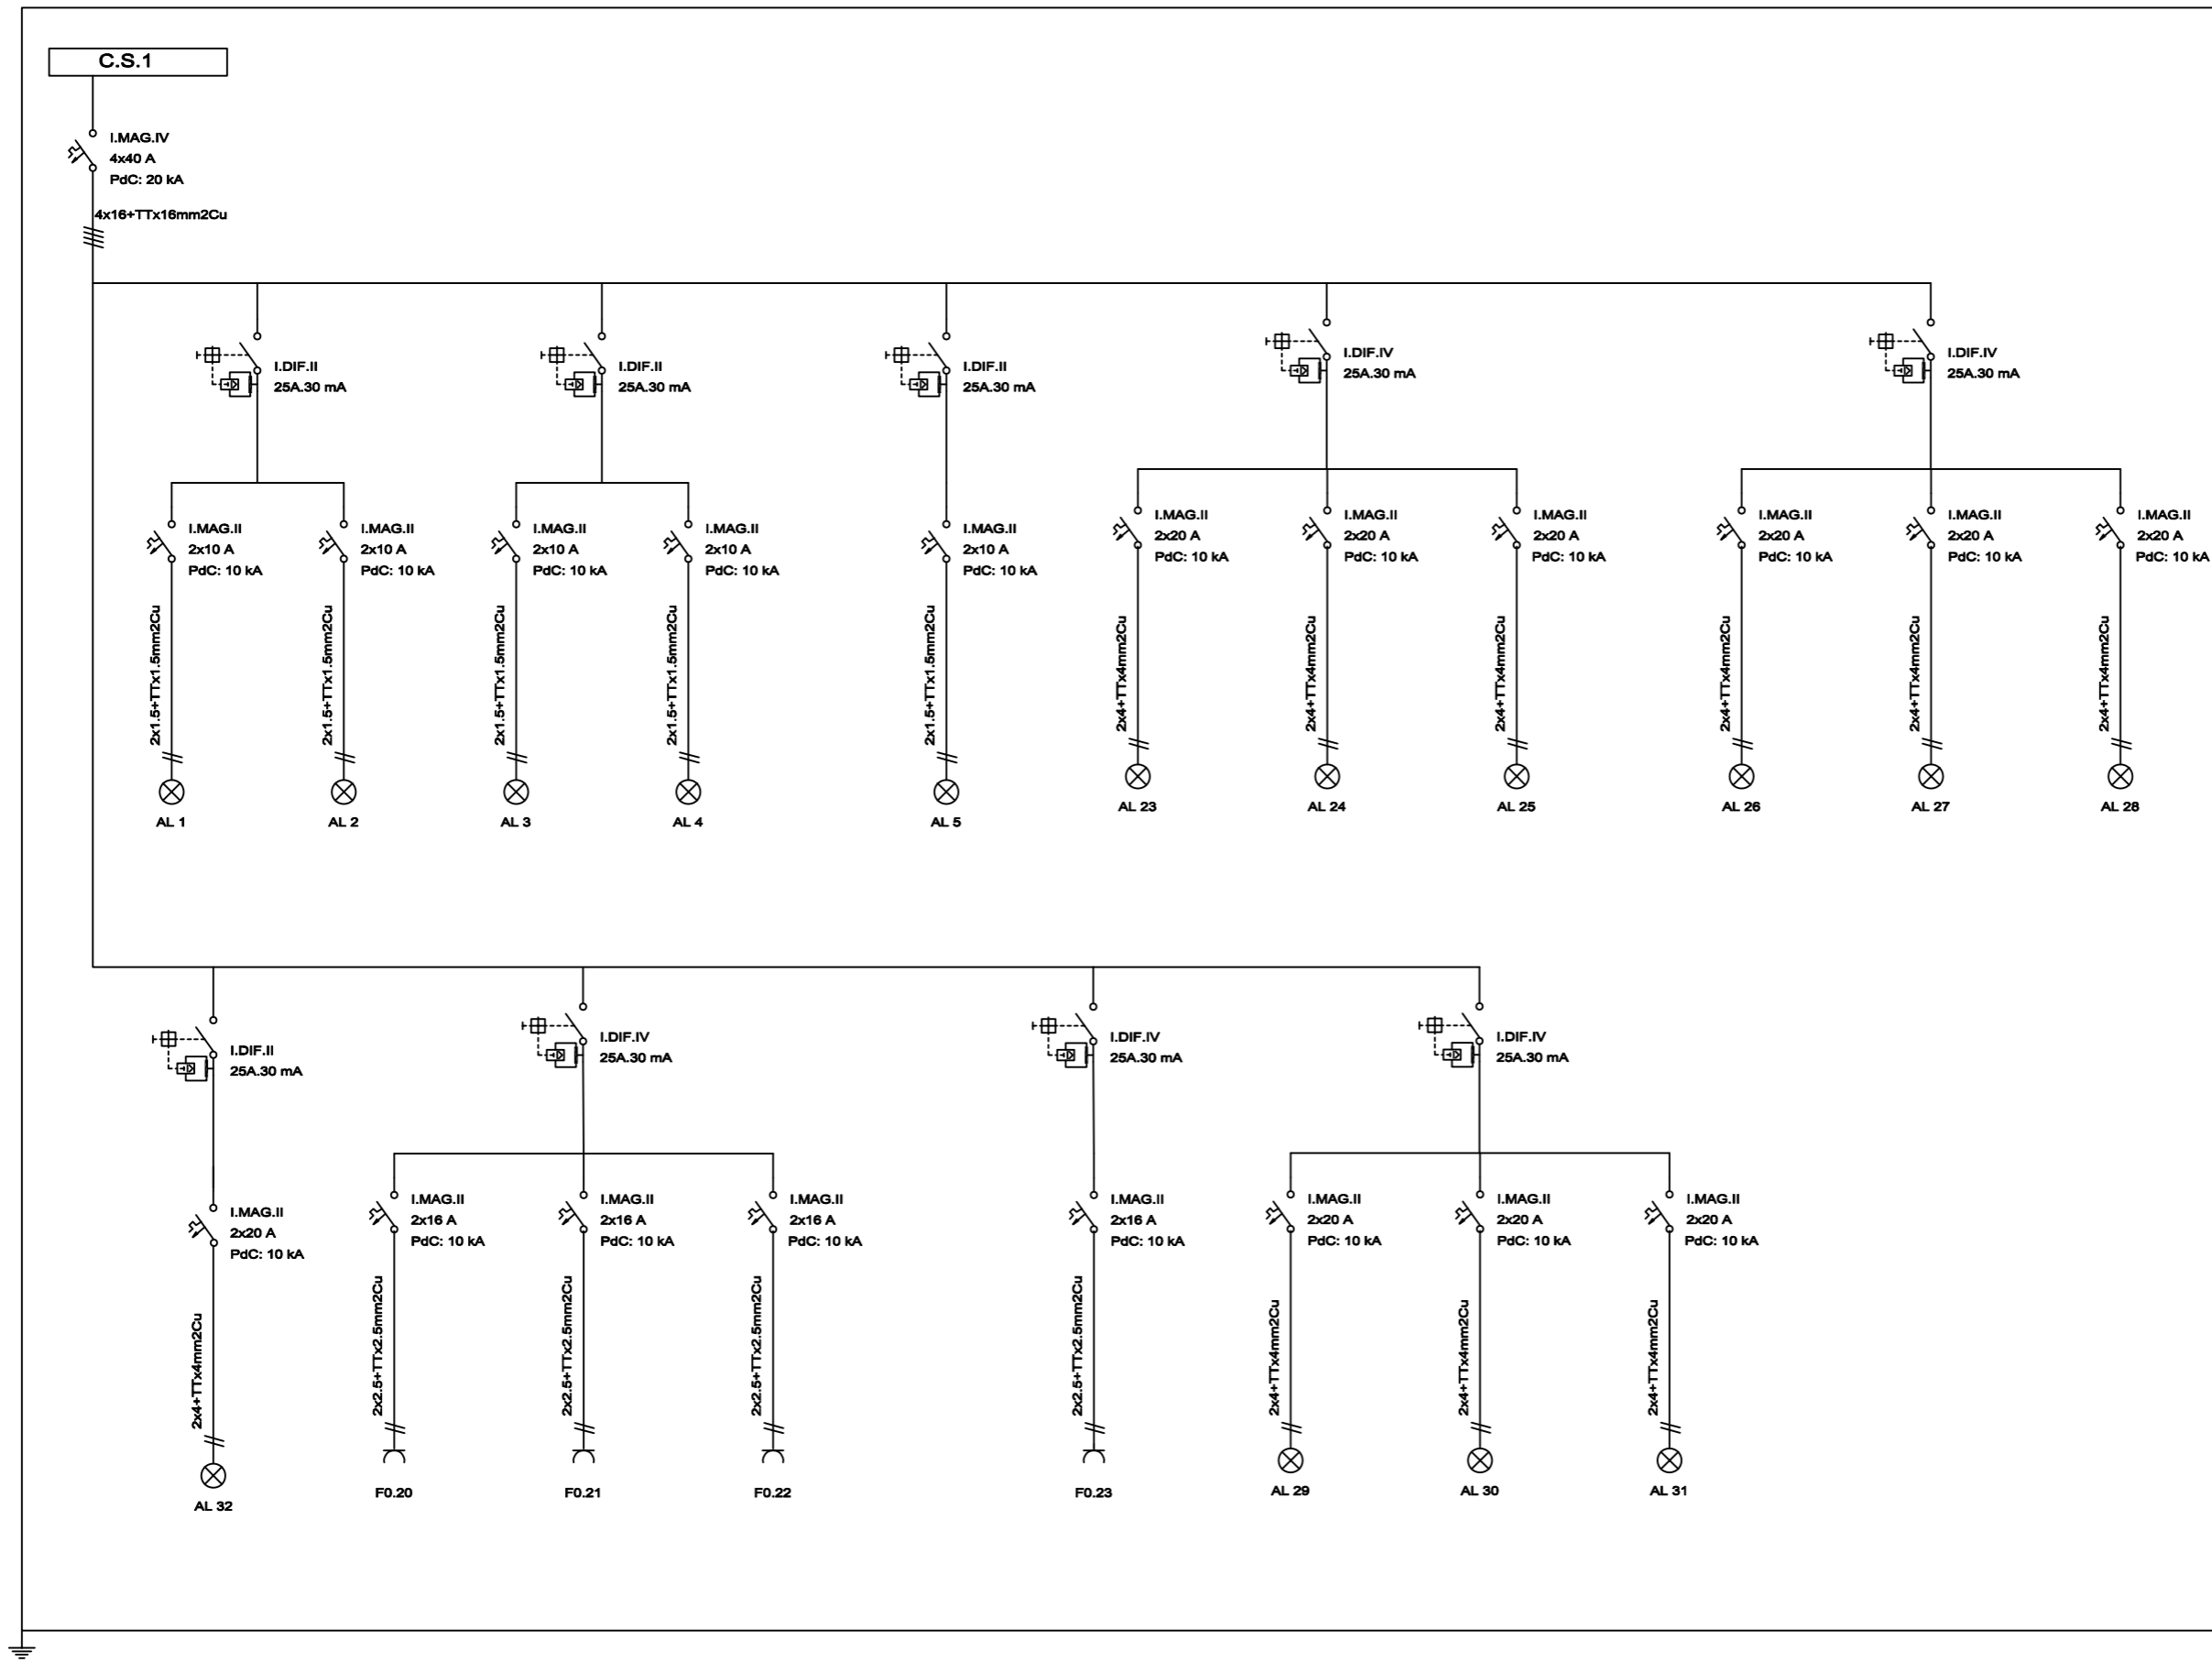 C.S.1
I.MAG.IV
4x40 A
PdC: 20 kA
4x16+TTx16mm2Cu
I.DIF.II
25A.30 mA
I.DIF.II
25A.30 mA
I.DIF.II
25A.30 mA
I.DIF.IV
25A.30 mA
I.DIF.IV
25A.30 mA
I.MAG.II
2x10 A
PdC: 10 kA
I.MAG.II
2x10 A
PdC: 10 kA
I.MAG.II
2x10 A
PdC: 10 kA
I.MAG.II
2x10 A
PdC: 10 kA
I.MAG.II
2x10 A
PdC: 10 kA
I.MAG.II
2x20 A
PdC: 10 kA
I.MAG.II
2x20 A
PdC: 10 kA
I.MAG.II
2x20 A
PdC: 10 kA
I.MAG.II
2x20 A
PdC: 10 kA
I.MAG.II
2x20 A
PdC: 10 kA
I.MAG.II
2x20 A
PdC: 10 kA
2x1.5+TTx1.5mm2Cu
2x1.5+TTx1.5mm2Cu
2x1.5+TTx1.5mm2Cu
2x1.5+TTx1.5mm2Cu
2x1.5+TTx1.5mm2Cu
2x4+TTx4mm2Cu
2x4+TTx4mm2Cu
2x4+TTx4mm2Cu
2x4+TTx4mm2Cu
2x4+TTx4mm2Cu
2x4+TTx4mm2Cu
AL 1
AL 2
AL 3
AL 4
AL 5
AL 23
AL 24
AL 25
AL 26
AL 27
AL 28
I.DIF.II
25A.30 mA
I.DIF.IV
25A.30 mA
I.DIF.IV
25A.30 mA
I.DIF.IV
25A.30 mA
I.MAG.II
2x20 A
PdC: 10 kA
I.MAG.II
2x16 A
PdC: 10 kA
I.MAG.II
2x16 A
PdC: 10 kA
I.MAG.II
2x16 A
PdC: 10 kA
I.MAG.II
2x16 A
PdC: 10 kA
I.MAG.II
2x20 A
PdC: 10 kA
I.MAG.II
2x20 A
PdC: 10 kA
I.MAG.II
2x20 A
PdC: 10 kA
2x4+TTx4mm2Cu
2x2.5+TTx2.5mm2Cu
2x2.5+TTx2.5mm2Cu
2x2.5+TTx2.5mm2Cu
2x2.5+TTx2.5mm2Cu
2x4+TTx4mm2Cu
2x4+TTx4mm2Cu
2x4+TTx4mm2Cu
AL 32
F0.20
F0.21
F0.22
F0.23
AL 29
AL 30
AL 31